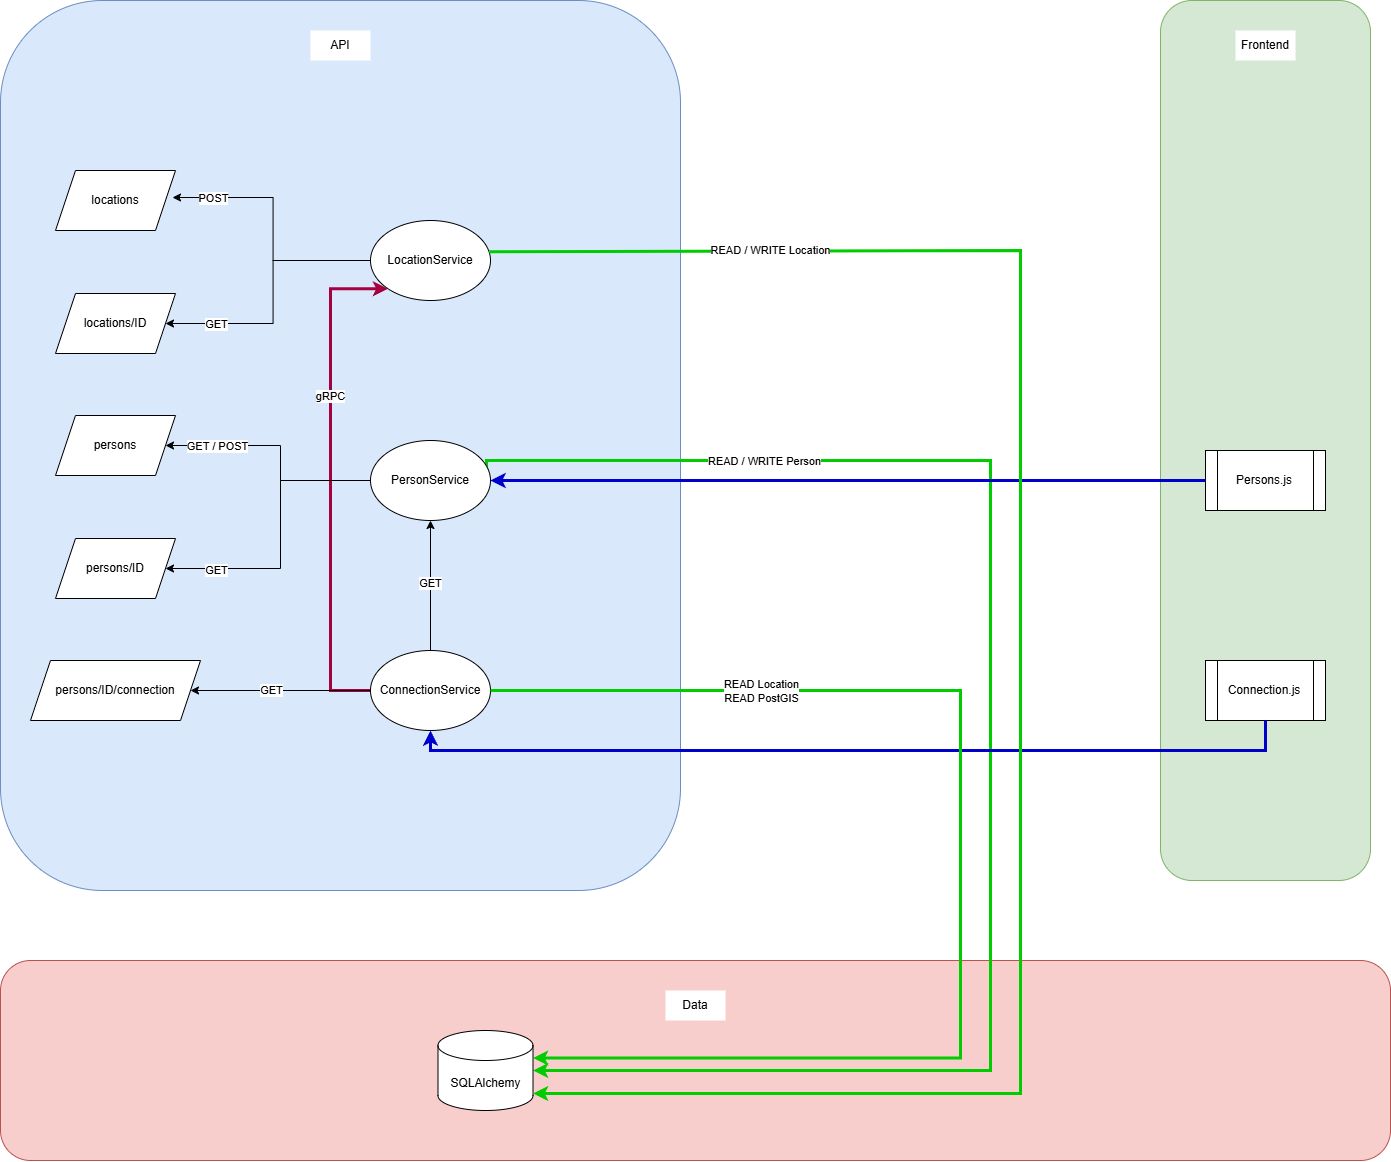 API
Frontend
locations
POST
LocationService
READ / WRITE Location
locations/ID
GET
gRPC
persons
GET / POST
PersonService
READ / WRITE Person
Persons.js
persons/ID
GET
GET
persons/ID/connection
GET
ConnectionService
READ Location
READ PostGIS
Connection.js
Data
SQLAlchemy